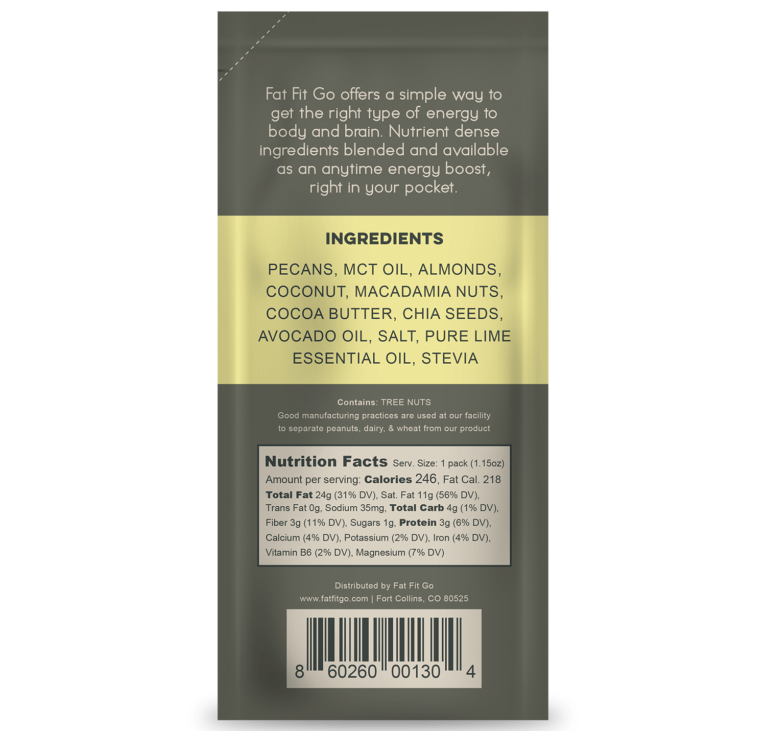 Fat Fit Go offers a simple way to
get the right type of energy to
body and brain. Nutrient dense
ingredients blended and available
as an anytime energy boost,
right in your pocket.
INGREDIENTS
PECANS, MCT OIL, ALMONDS,
COCONUT, MACADAMIA NUTS,
COCOA BUTTER, CHIA SEEDS,
AVOCADO OIL, SALT, PURE LIME
ESSENTIAL OIL, STEVIA
Contains: TREE NUTS
Good manufacturing practices are used at our facility
to separate peanuts, dairy, & wheat from our product
Nutrition Facts Serv. Size: 1 pack (1.15oz)
Amount per serving: Calories 246, Fat Cal. 218
Total Fat 24g (31% DV), Sat. Fat 11g (56% DV),
Trans Fat 0g, Sodium 35mg, Total Carb 4g (1% DV),
Fiber 3g (11% DV), Sugars 1g, Protein 3g (6% DV),
Calcium (4% DV), Potassium (2% DV), Iron (4% DV),
Vitamin B6 (2% DV), Magnesium (7% DV)
Distributed by Fat Fit Go
www.fatfitgo.com | Fort Collins, CO 80525
8 60260 00130 4